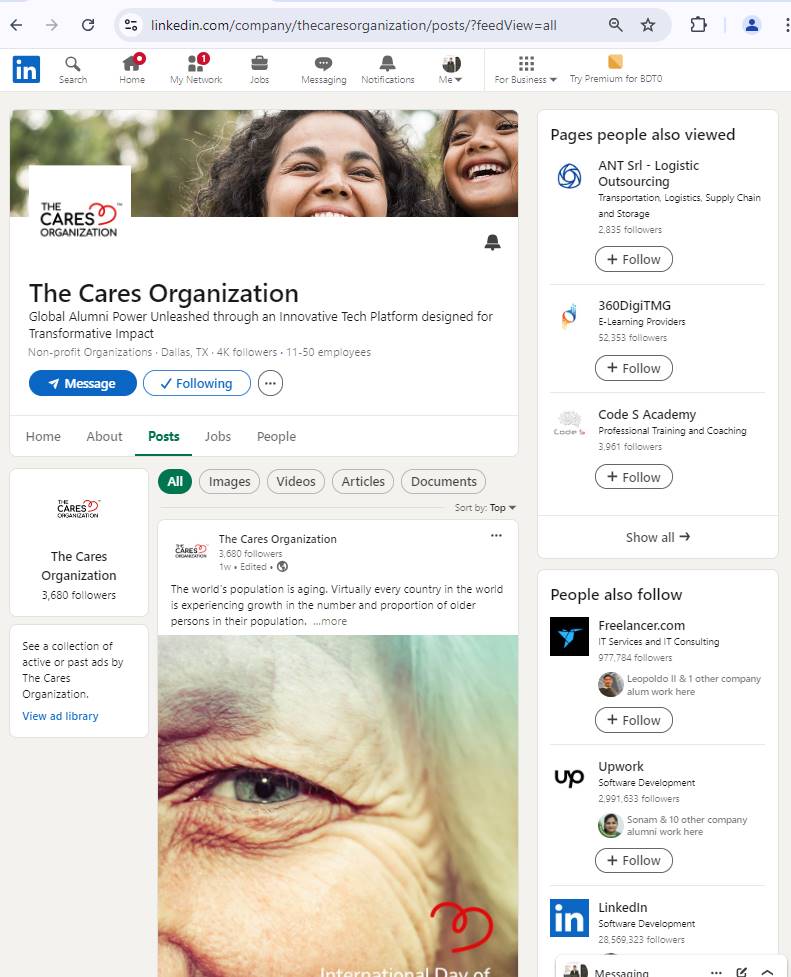 linkedin.com/company/thecaresorganization/posts/?feedView=all
in
Search
Home
1
My Network
Jobs
Messaging
Notifications
Me
For Business
Try Premium for BDT0
THE
CARES
ORGANIZATION
TM
The Cares Organization
Global Alumni Power Unleashed through an Innovative Tech Platform designed for
Transformative Impact
Non-profit Organizations · Dallas, TX · 4K followers · 11-50 employees
Message
Following
Home
About
Posts
Jobs
People
THE
CARES
ORGANIZATION
The Cares
Organization
3,680 followers
See a collection of
active or past ads by
The Cares
Organization.
View ad library
All
Images
Videos
Articles
Documents
Sort by: Top
THE
CARES
ORGANIZATION
The Cares Organization
3,680 followers
1w • Edited •
The world's population is aging. Virtually every country in the world
is experiencing growth in the number and proportion of older
persons in their population. ...more
International Day of
Pages people also viewed
ANT Srl - Logistic
Outsourcing
Transportation, Logistics, Supply Chain
and Storage
2,835 followers
+ Follow
360DigiTMG
E-Learning Providers
52,353 followers
+ Follow
Code S
Code S Academy
Professional Training and Coaching
3,961 followers
+ Follow
Show all →
People also follow
Freelancer.com
IT Services and IT Consulting
977,784 followers
Leopoldo II & 1 other company
alum work here
+ Follow
up
Upwork
Software Development
2,991,633 followers
Sonam & 10 other company
alumni work here
+ Follow
in
LinkedIn
Software Development
28,569,323 followers
Messaging